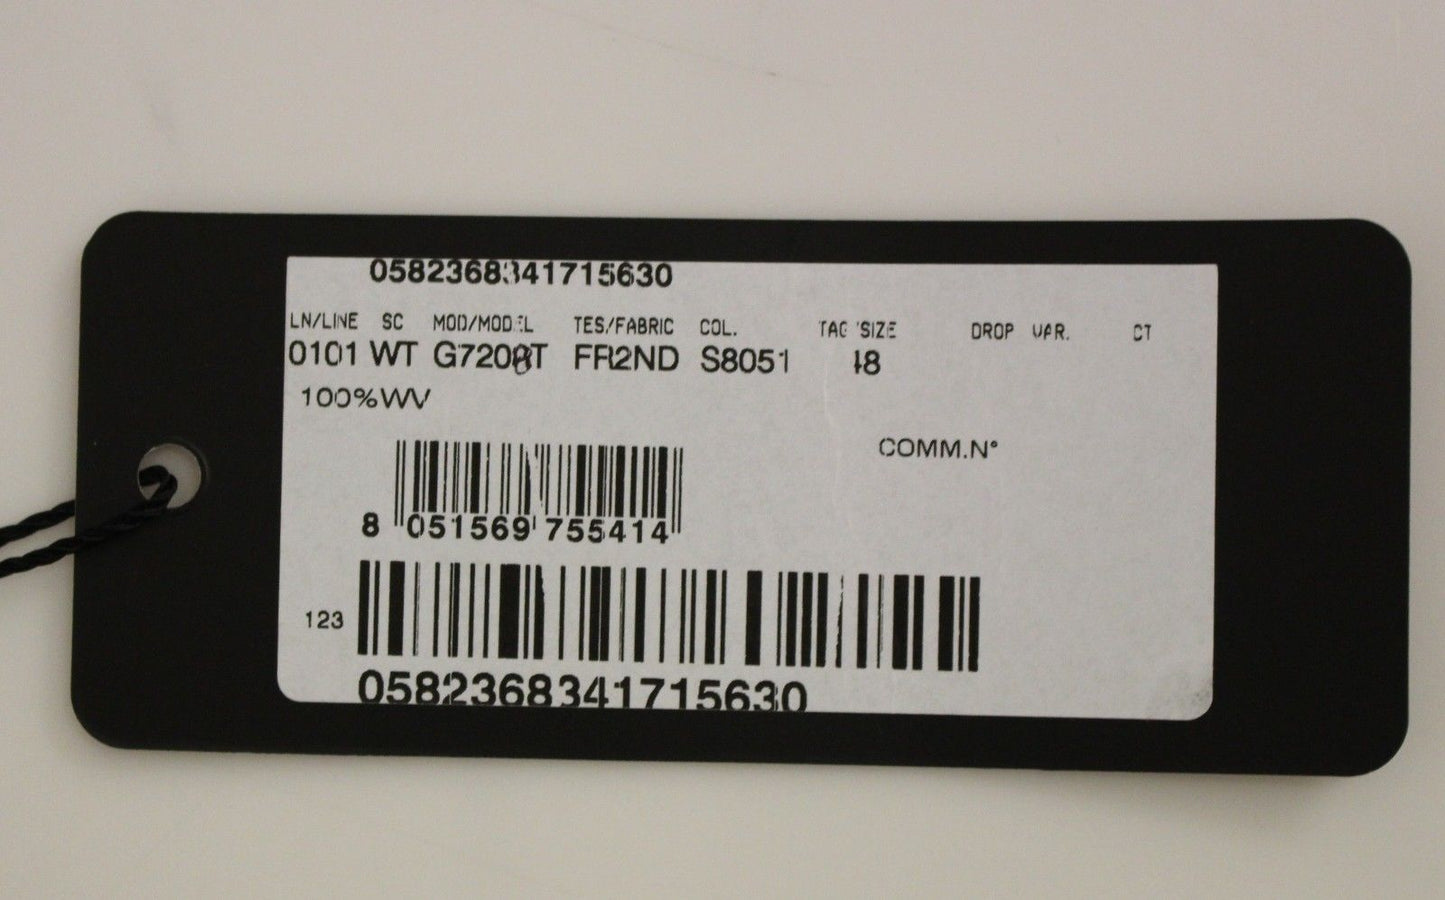 0582368341715630
LN/LINE SC MOD/MODEL TES/FABRIC COL. TAG/SIZE DROP VAR. CT
0101 WT G7208T FR2ND S8051 48
100%WV
COMM.N°
8 051569 755414
123
0582368341715630